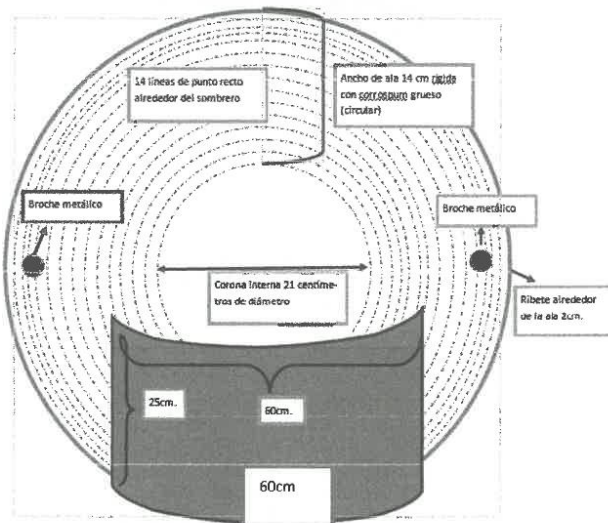 14 líneas de punto recto
alrededor del sombrero
Ancho de ala 14 cm rígida
con corrospum grueso
(circular)
Broche metálico
Broche metálico
Corona interna 21 centíme-
tros de diámetro
Ribete alrededor
de la ala 2cm.
25cm.
60cm.
60cm